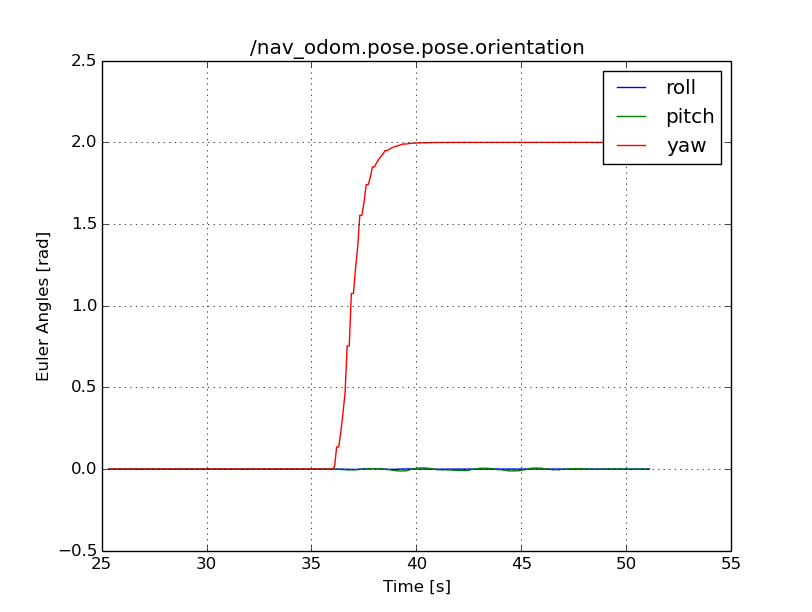 /nav_odom.pose.pose.orientation
2.5
2.0
1.5
1.0
0.5
0.0
−0.5
Euler Angles [rad]
roll
pitch
yaw
25 30 35 40 45 50 55
Time [s]